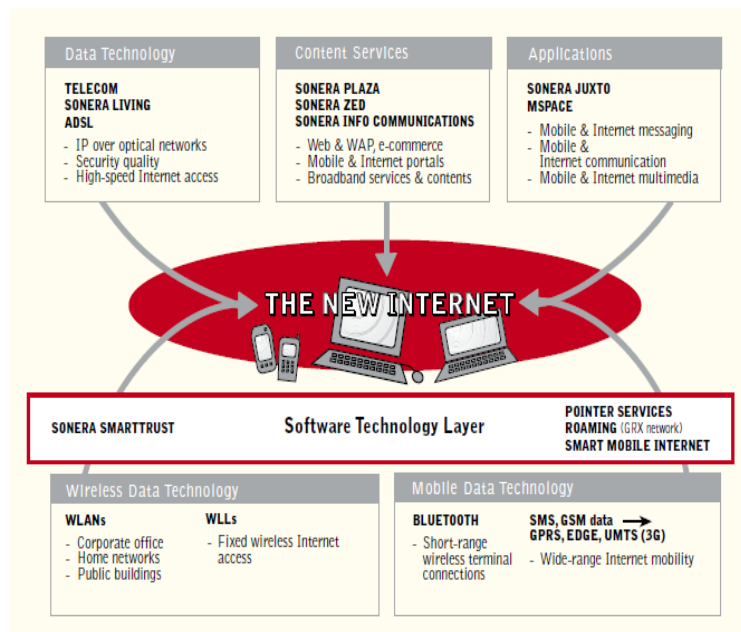 Data Technology
TELECOM
SONERA LIVING
ADSL
- IP over optical networks
- Security quality
- High-speed Internet access
Content Services
SONERA PLAZA
SONERA ZED
SONERA INFO COMMUNICATIONS
- Web & WAP, e-commerce
- Mobile & Internet portals
- Broadband services & contents
Applications
SONERA JUXTO
MSPACE
- Mobile & Internet messaging
- Mobile &
Internet communication
- Mobile & Internet multimedia
THE NEW INTERNET
SONERA SMARTTRUST
Software Technology Layer
POINTER SERVICES
ROAMING (GRX network)
SMART MOBILE INTERNET
Wireless Data Technology
WLANs
- Corporate office
- Home networks
- Public buildings
WLLs
- Fixed wireless Internet
access
Mobile Data Technology
BLUETOOTH
- Short-range
wireless terminal
connections
SMS, GSM data →
GPRS, EDGE, UMTS (3G)
- Wide-range Internet mobility